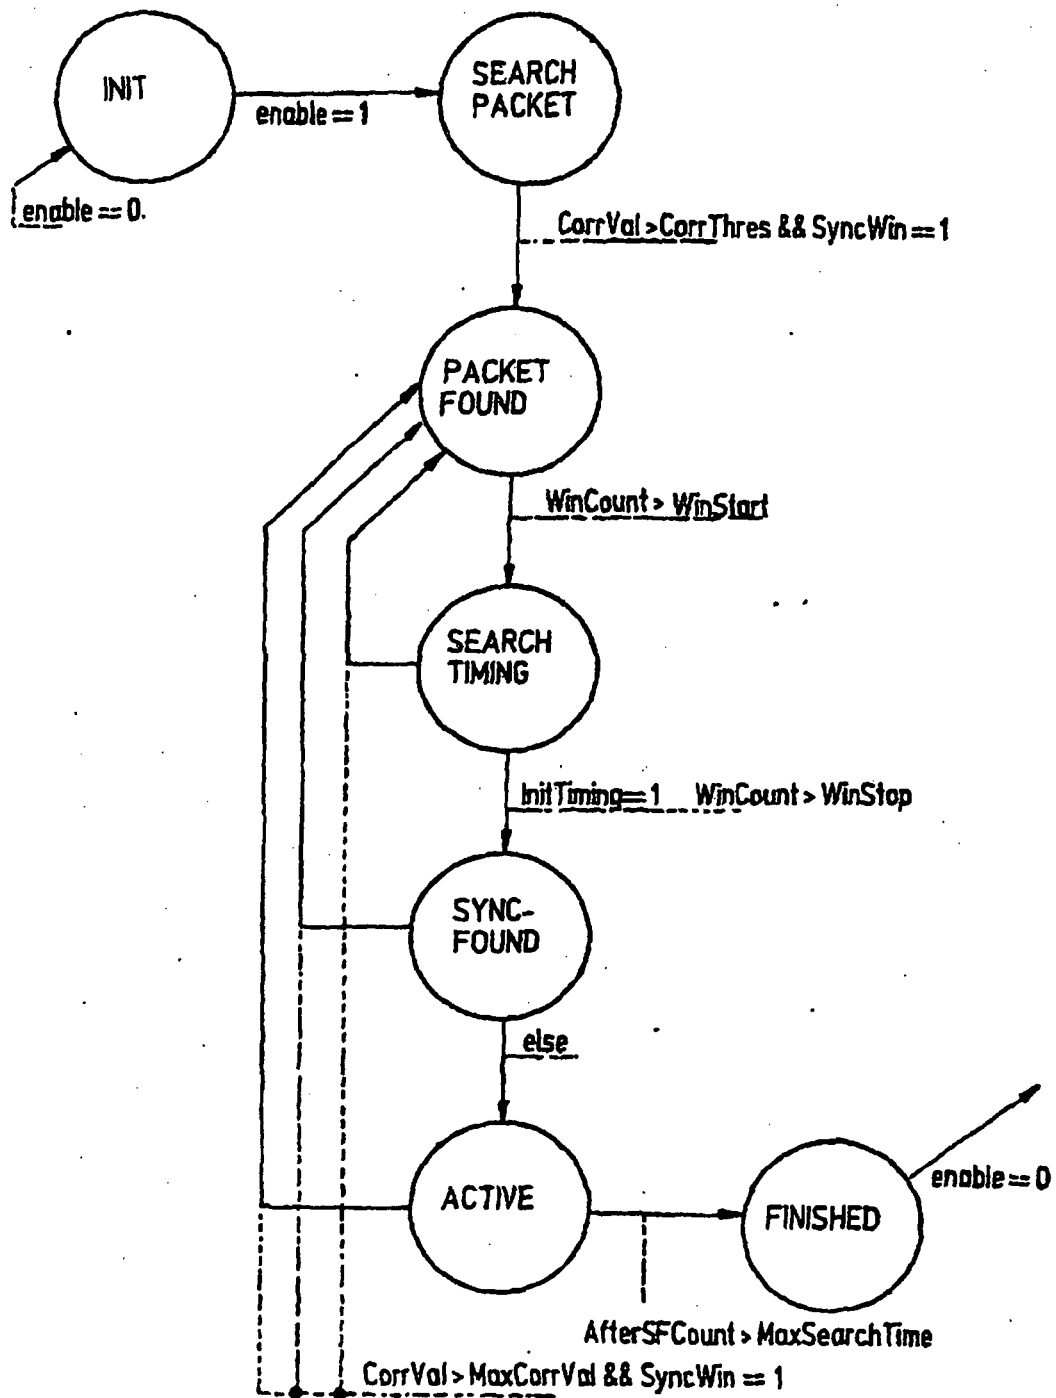 INIT
SEARCH
PACKET
enable == 1
enable == 0.
CorrVal > CorrThres && SyncWin == 1
PACKET
FOUND
WinCount > WinStart
SEARCH
TIMING
InitTiming == 1 WinCount > WinStop
SYNC-
FOUND
else
ACTIVE
FINISHED
enable == 0
AfterSFCount > MaxSearchTime
CorrVal > MaxCorrVal && SyncWin == 1